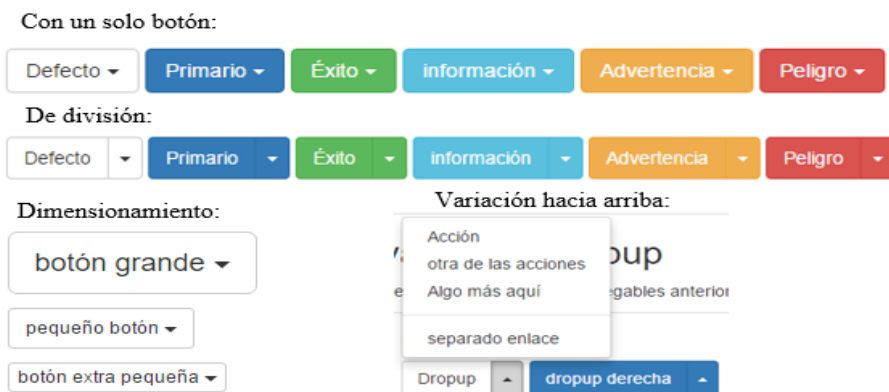 Con un solo botón:
Defecto Primario Éxito información Advertencia Peligro
De división:
Defecto Primario Éxito información Advertencia Peligro
Dimensionamiento:
botón grande
pequeño botón
botón extra pequeña
Variación hacia arriba:
Acción
otra de las acciones
Algo más aquí
separado enlace
Dropup dropup derecha